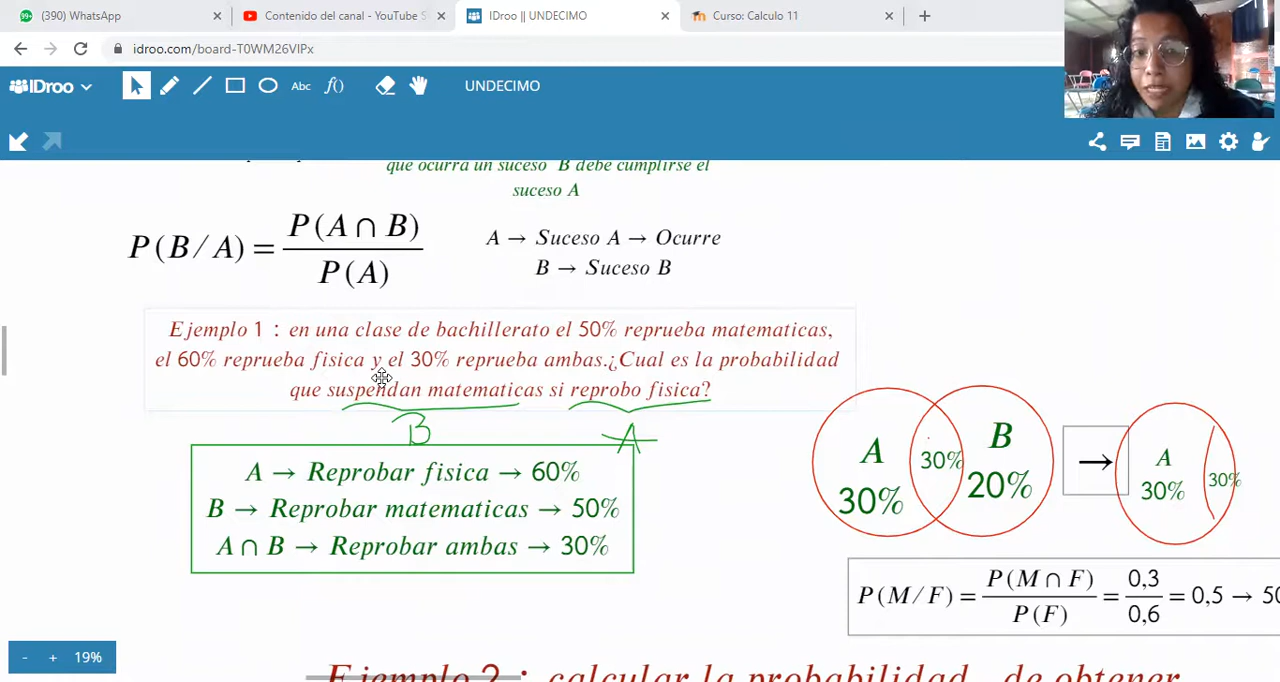 (390) WhatsApp
Contenido del canal - YouTube S
IDroo || UNDECIMO
Curso: Calculo 11
idroo.com/board-T0WM26VIPx
IDroo
Abc
f()
UNDECIMO
que ocurra un suceso B debe cumplirse el
suceso A
P(B/A) = P(A∩B) / P(A)
A → Suceso A → Ocurre
B → Suceso B
Ejemplo 1 : en una clase de bachillerato el 50% reprueba matematicas,
el 60% reprueba fisica y el 30% reprueba ambas.¿Cual es la probabilidad
que suspendan matematicas si reprobo fisica?
B
A
A → Reprobar fisica → 60%
B → Reprobar matematicas → 50%
A∩B → Reprobar ambas → 30%
A
30%
30%
B
20%
→
A
30%
30%
P(M/F) = P(M∩F) / P(F) = 0,3 / 0,6 = 0,5 → 50
Ejemplo 2 : calcular la probabilidad de obtener
- + 19%